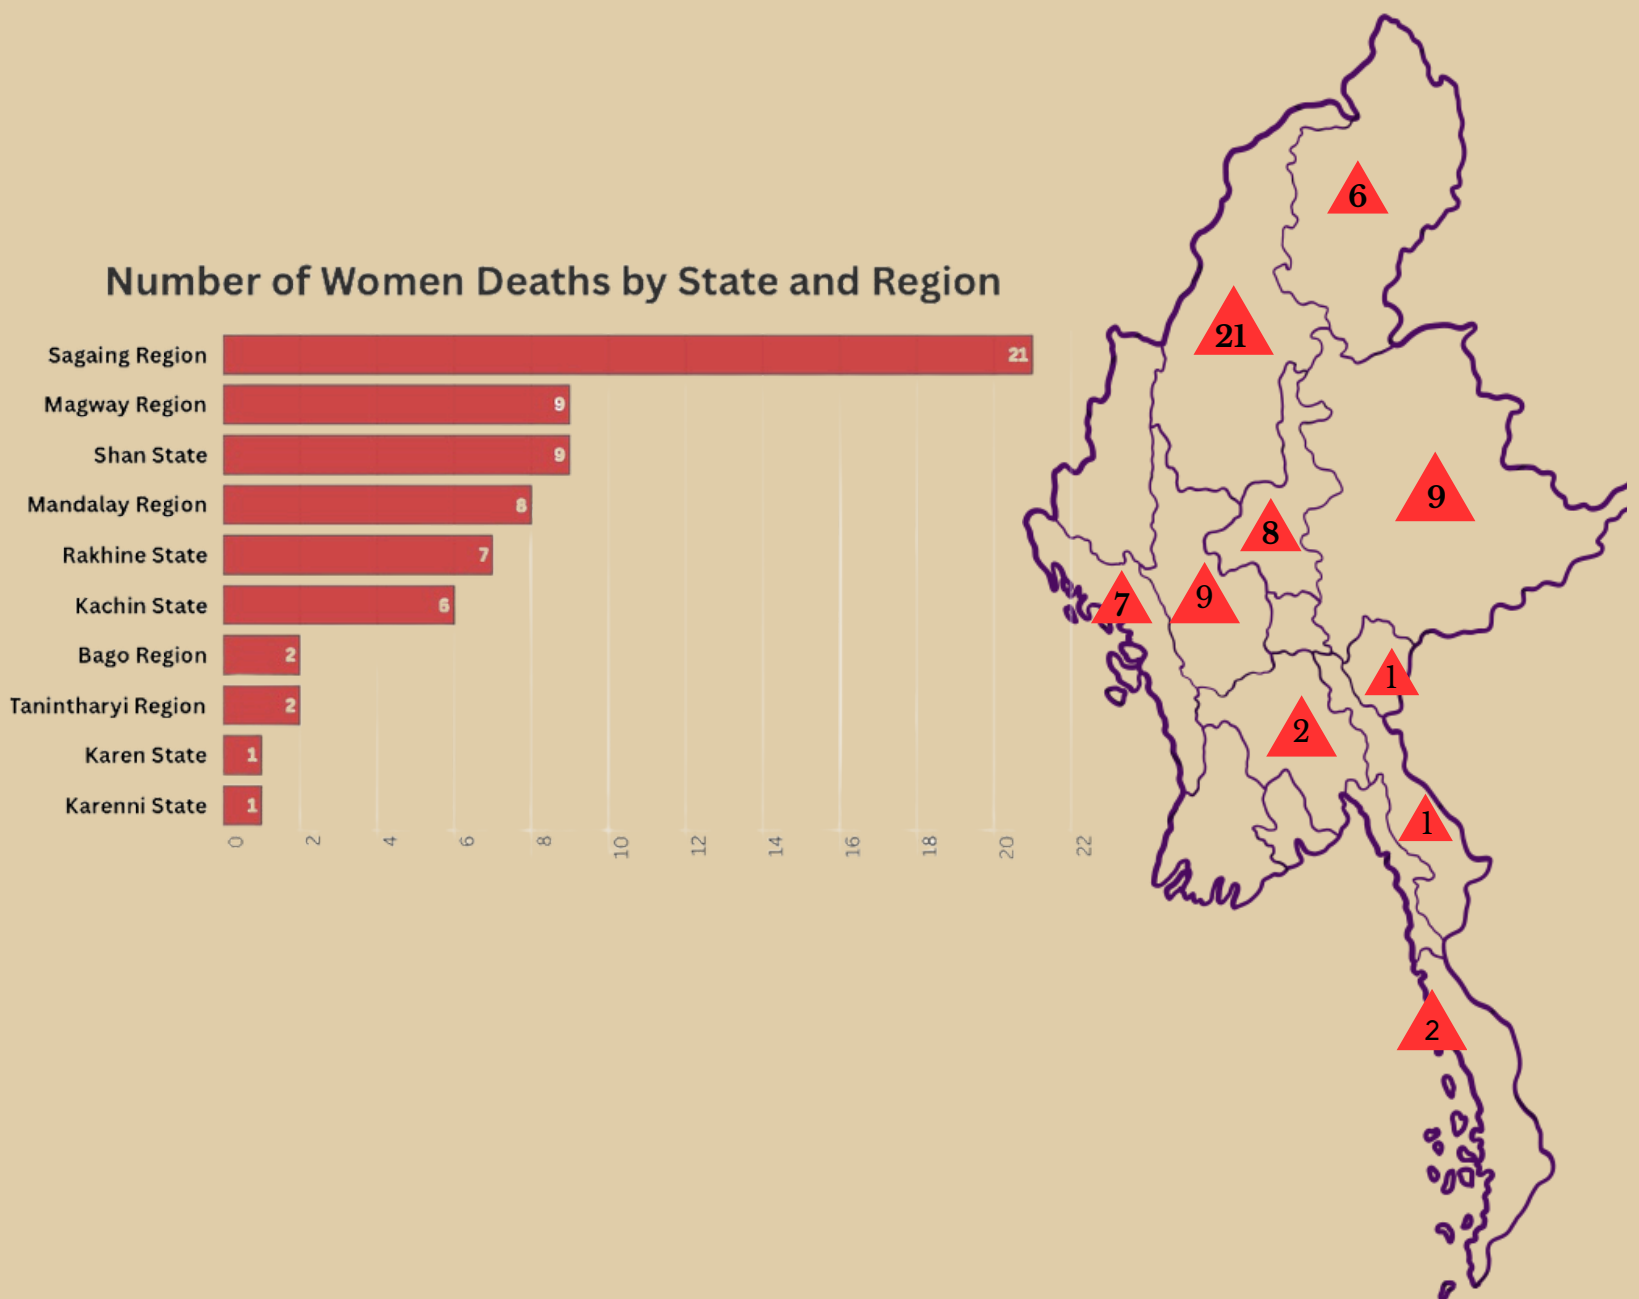 Number of Women Deaths by State and Region
Sagaing Region 21
Magway Region 9
Shan State 9
Mandalay Region 8
Rakhine State 7
Kachin State 6
Bago Region 2
Tanintharyi Region 2
Karen State 1
Karenni State 1
0 2 4 6 8 10 12 14 16 18 20 22
6
21
9
8
7
9
1
2
1
2